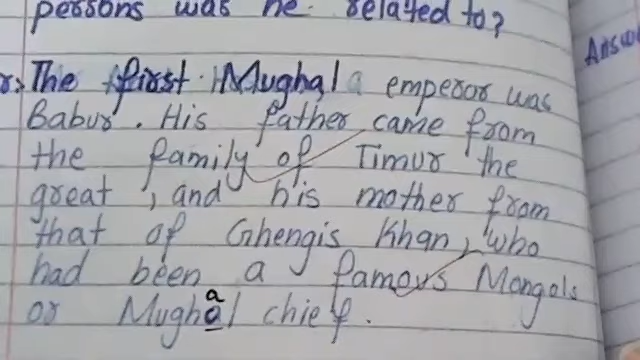 persons was he related to?
Answ
r: The first Mughal emperor was
Babur. His father came from
the family of Timur the
great, and his mother from
that of Ghengis Khan, who
had been a famous Mongols
or Mughal chief.